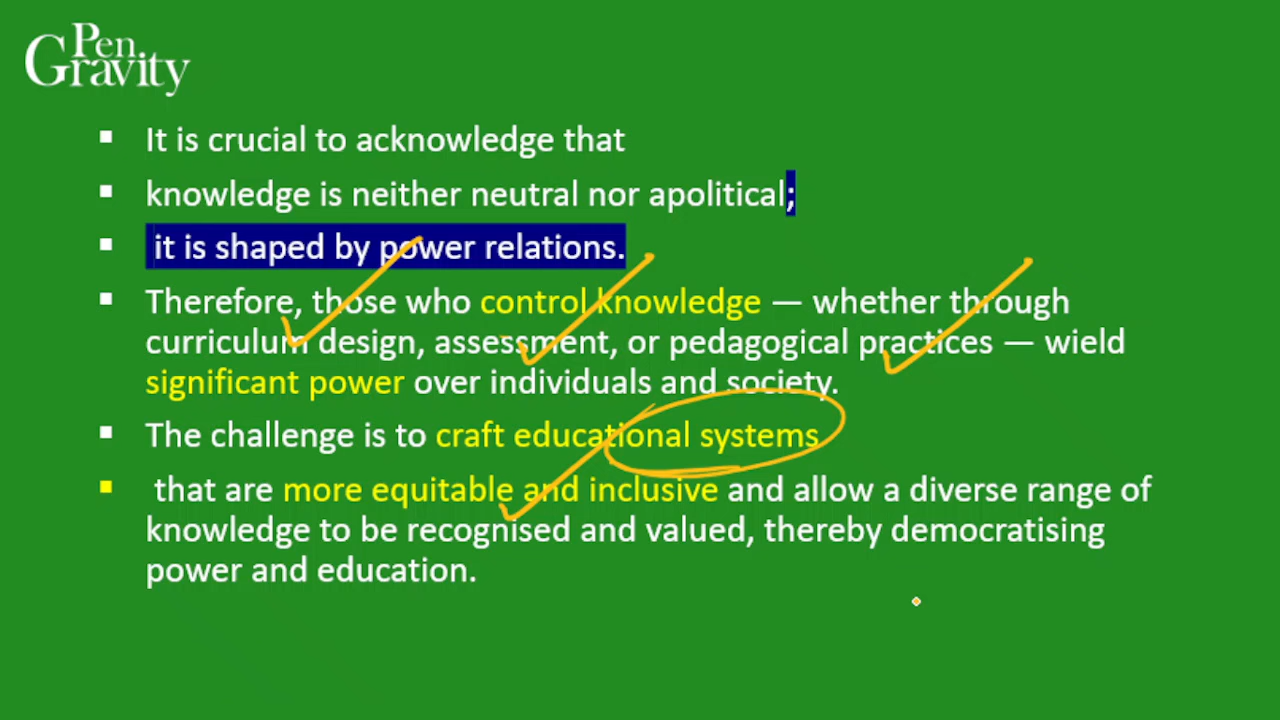 Pen
Gravity
It is crucial to acknowledge that
knowledge is neither neutral nor apolitical;
it is shaped by power relations.
Therefore, those who control knowledge — whether through
curriculum design, assessment, or pedagogical practices — wield
significant power over individuals and society.
The challenge is to craft educational systems
that are more equitable and inclusive and allow a diverse range of
knowledge to be recognised and valued, thereby democratising
power and education.